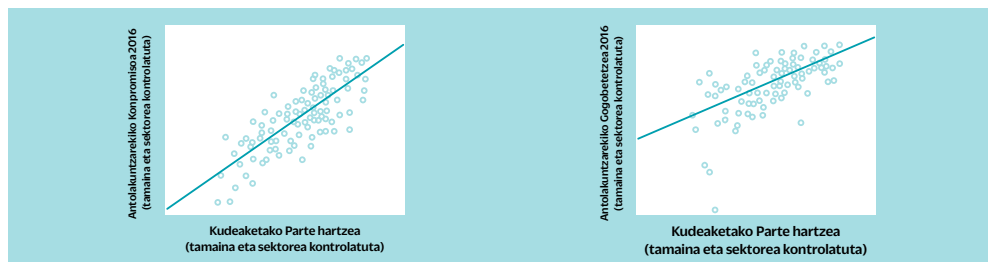 Antolakuntzarekiko Konpromisoa 2016
(tamaina eta sektorea kontrolatuta)
Kudeaketako Parte hartzea
(tamaina eta sektorea kontrolatuta)
Antolakuntzarekiko Gogobetetzea 2016
(tamaina eta sektorea kontrolatuta)
Kudeaketako Parte hartzea
(tamaina eta sektorea kontrolatuta)